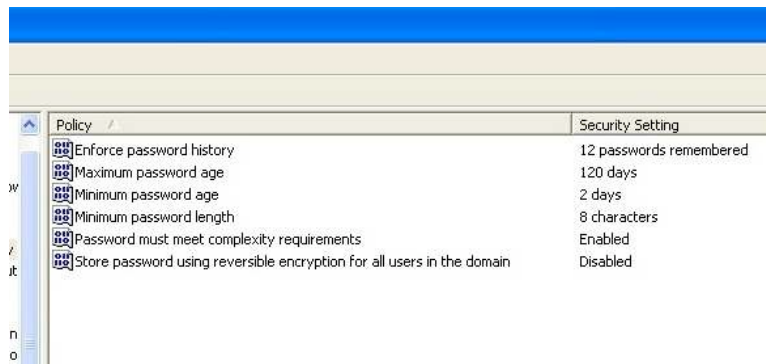 Policy Security Setting
Enforce password history 12 passwords remembered
Maximum password age 120 days
ov
Minimum password age 2 days
Minimum password length 8 characters
Password must meet complexity requirements Enabled
Store password using reversible encryption for all users in the domain Disabled
n
o